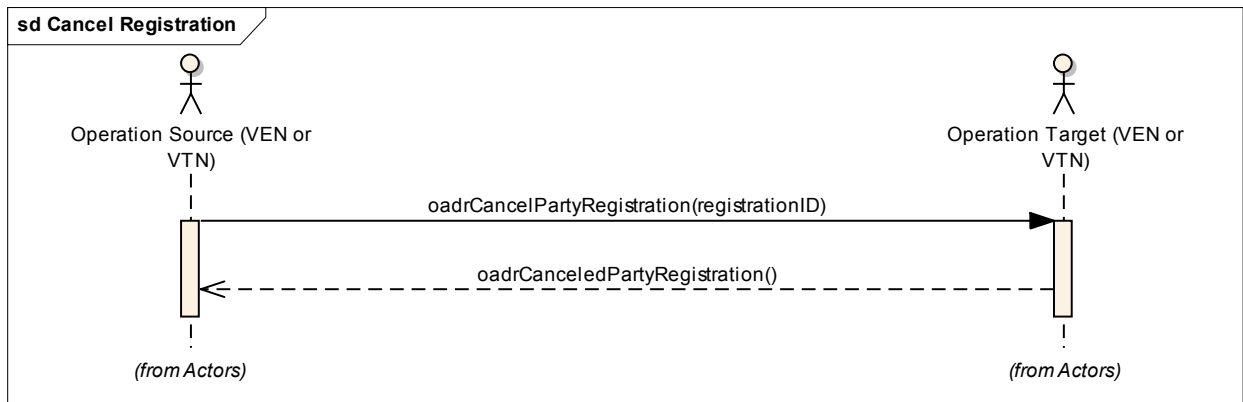 sd Cancel Registration
Operation Source (VEN or
VTN)
Operation Target (VEN or
VTN)
oadrCancelPartyRegistration(registrationID)
oadrCanceledPartyRegistration()
(from Actors)
(from Actors)